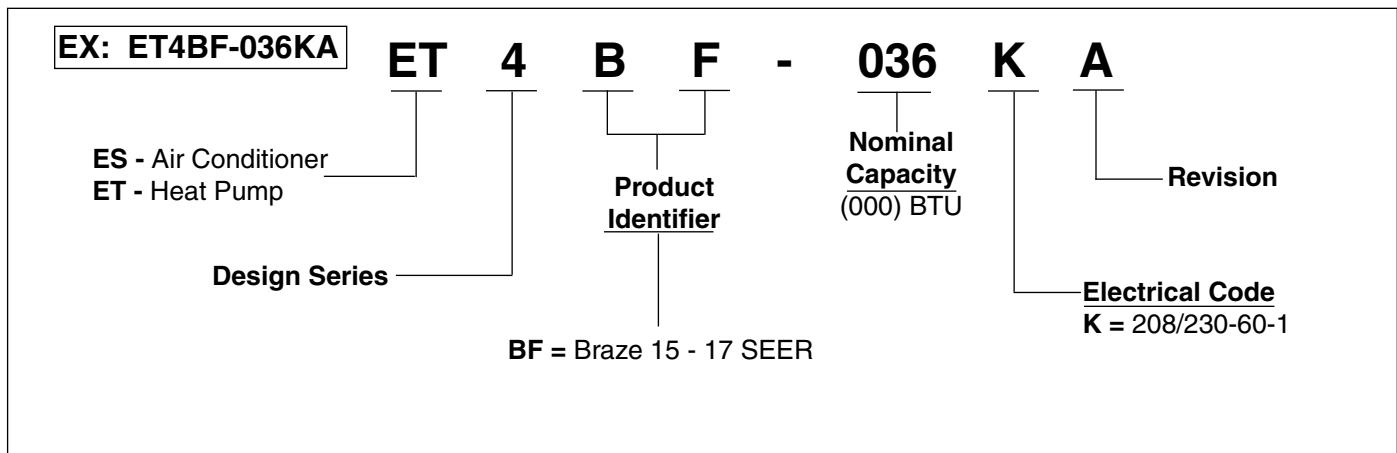 EX: ET4BF-036KA
ET 4 B F - 036 K A
ES - Air Conditioner
ET - Heat Pump
Design Series
Product
Identifier
BF = Braze 15 - 17 SEER
Nominal
Capacity
(000) BTU
Electrical Code
K = 208/230-60-1
Revision